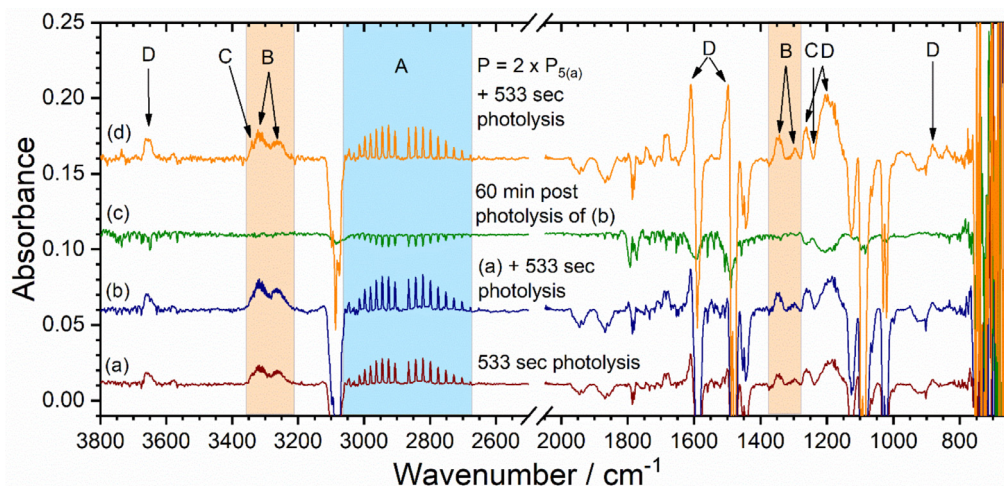 0.25
0.20
0.15
0.10
0.05
0.00
Absorbance
D
C
B
A
D
B
C
D
D
P = 2 x P5(a)
+ 533 sec
photolysis
(d)
60 min post
photolysis of (b)
(c)
(a) + 533 sec
photolysis
(b)
533 sec photolysis
(a)
3800 3600 3400 3200 3000 2800 2600 2000 1800 1600 1400 1200 1000 800
Wavenumber / cm-1